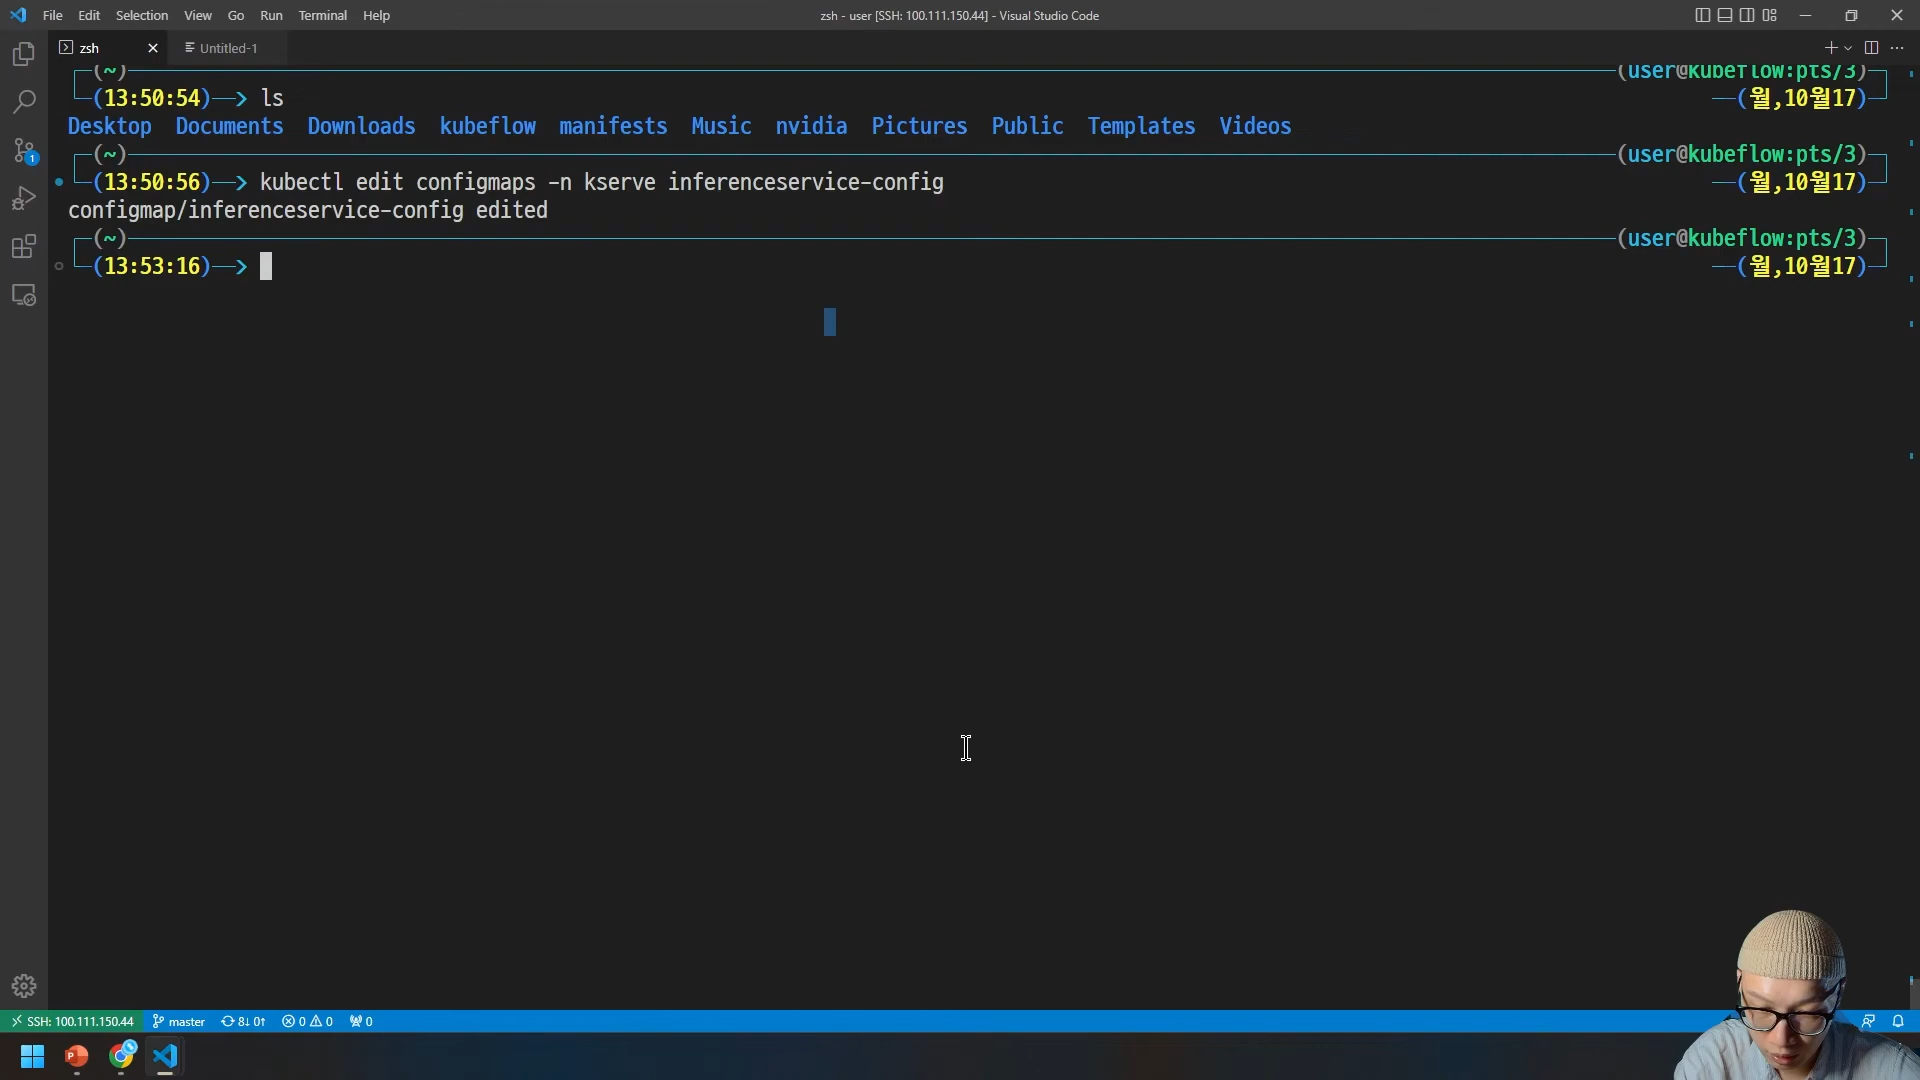 File Edit Selection View Go Run Terminal Help
zsh - user [SSH: 100.111.150.44] - Visual Studio Code
zsh
Untitled-1
(~) (user@kubeflow:pts/3)
(13:50:54)—> ls (월,10월17)
Desktop Documents Downloads kubeflow manifests Music nvidia Pictures Public Templates Videos
(~) (user@kubeflow:pts/3)
(13:50:56)—> kubectl edit configmaps -n kserve inferenceservice-config (월,10월17)
configmap/inferenceservice-config edited
(~) (user@kubeflow:pts/3)
(13:53:16)—> (월,10월17)
1
SSH: 100.111.150.44 master 8↓ 0↑ 0 0 0